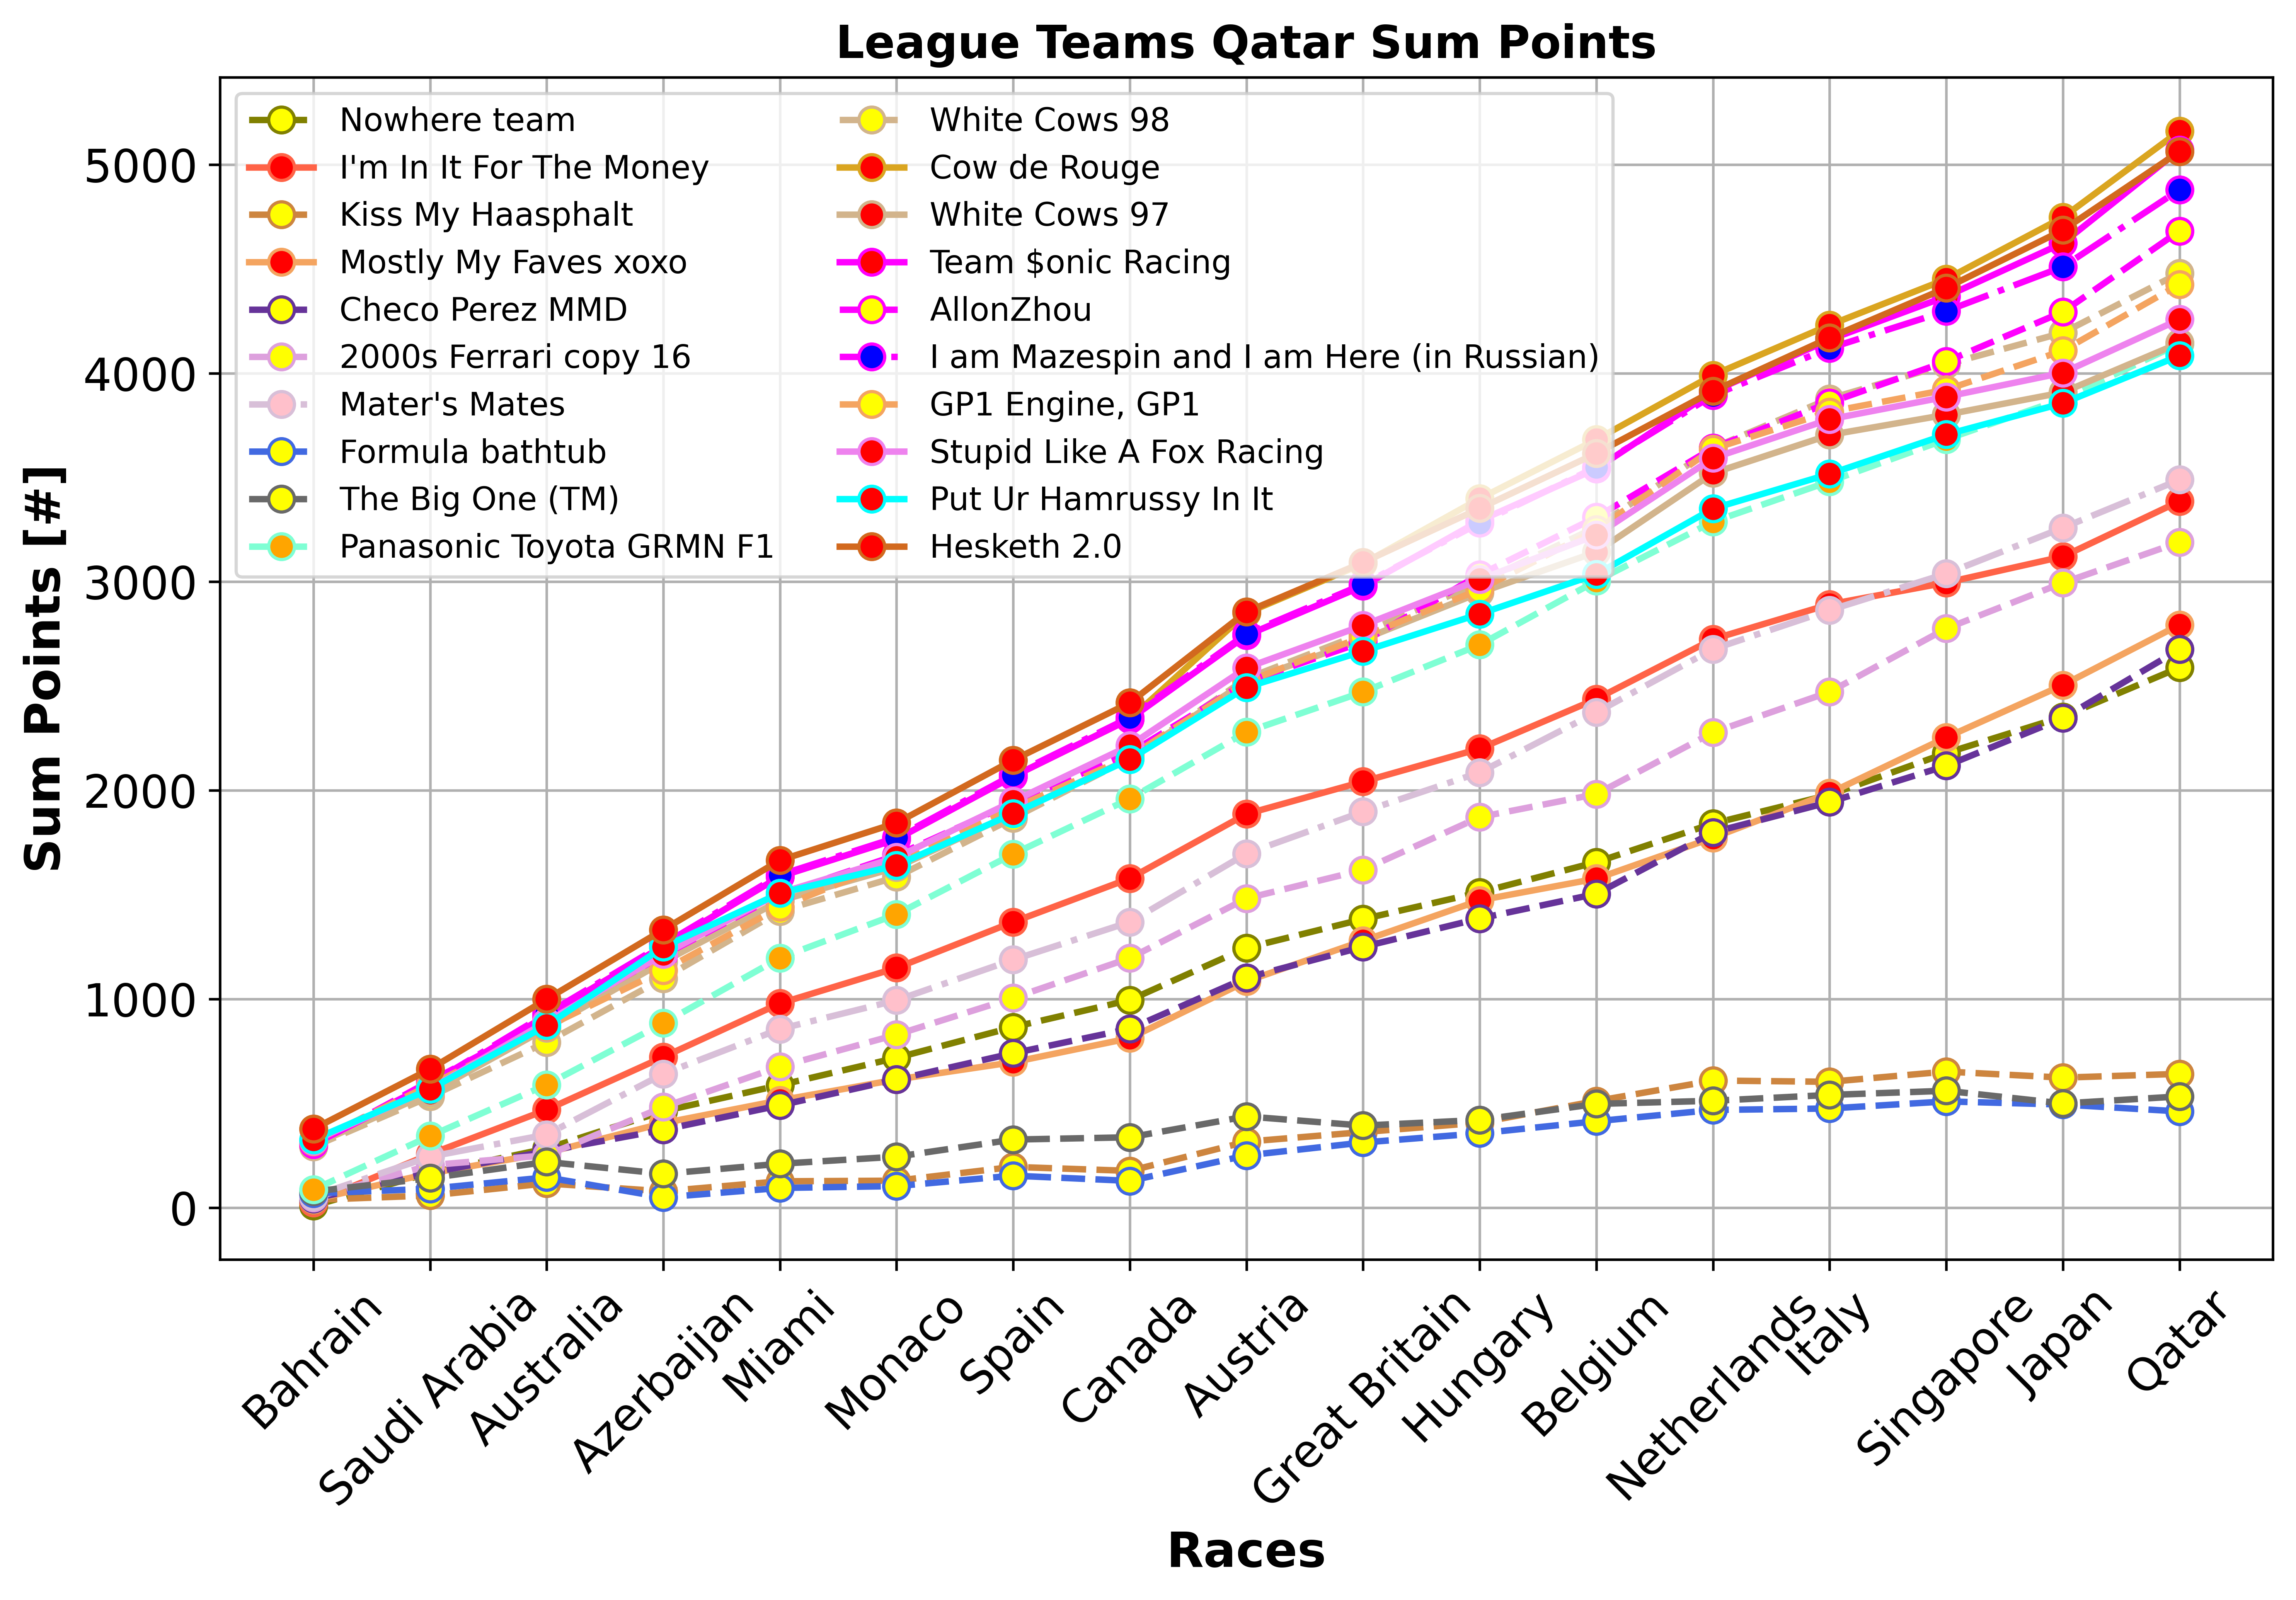 League Teams Qatar Sum Points
Sum Points [#]
5000
4000
3000
2000
1000
0
Nowhere team
I'm In It For The Money
Kiss My Haasphalt
Mostly My Faves xoxo
Checo Perez MMD
2000s Ferrari copy 16
Mater's Mates
Formula bathtub
The Big One (TM)
Panasonic Toyota GRMN F1
White Cows 98
Cow de Rouge
White Cows 97
Team $onic Racing
AllonZhou
I am Mazespin and I am Here (in Russian)
GP1 Engine, GP1
Stupid Like A Fox Racing
Put Ur Hamrussy In It
Hesketh 2.0
Bahrain
Saudi Arabia
Australia
Azerbaijan
Miami
Monaco
Spain
Canada
Austria
Great Britain
Hungary
Belgium
Netherlands
Italy
Singapore
Japan
Qatar
Races